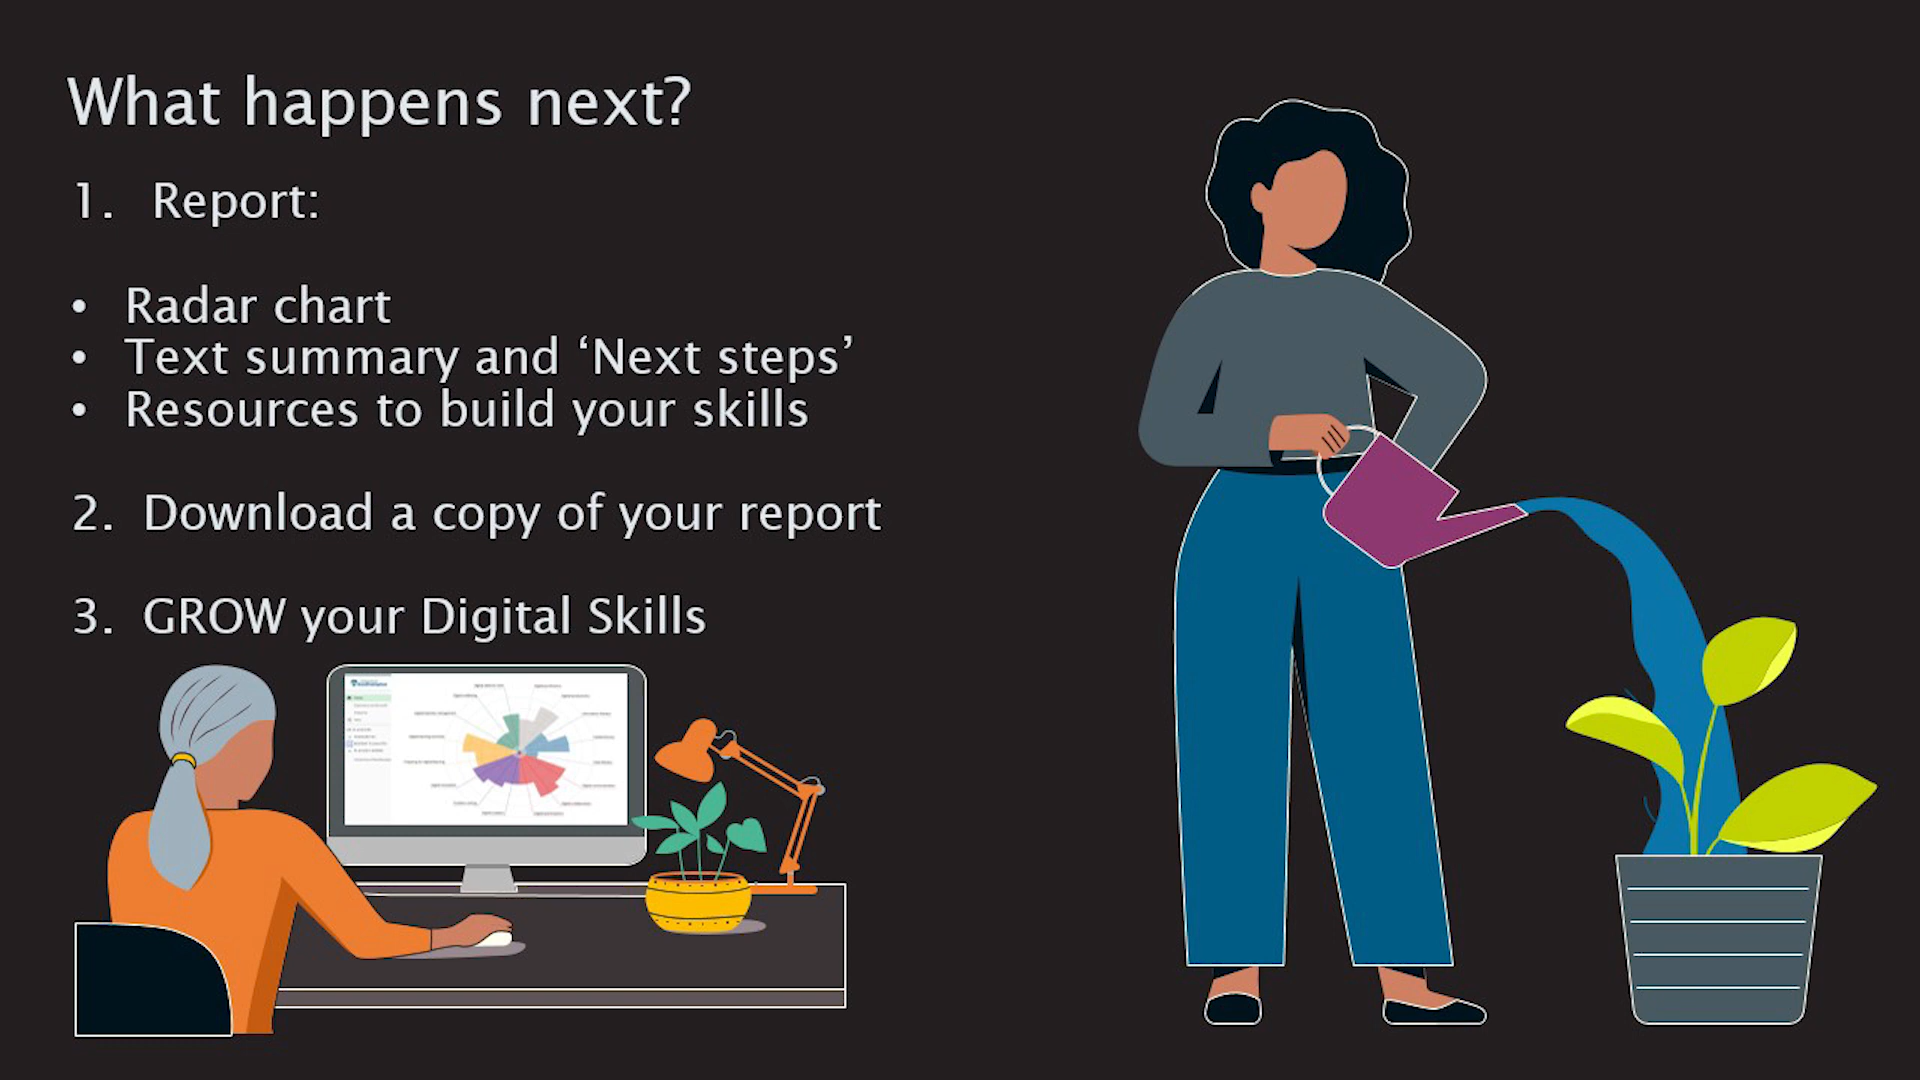 What happens next?
1. Report:
• Radar chart
• Text summary and ‘Next steps’
• Resources to build your skills
2. Download a copy of your report
3. GROW your Digital Skills